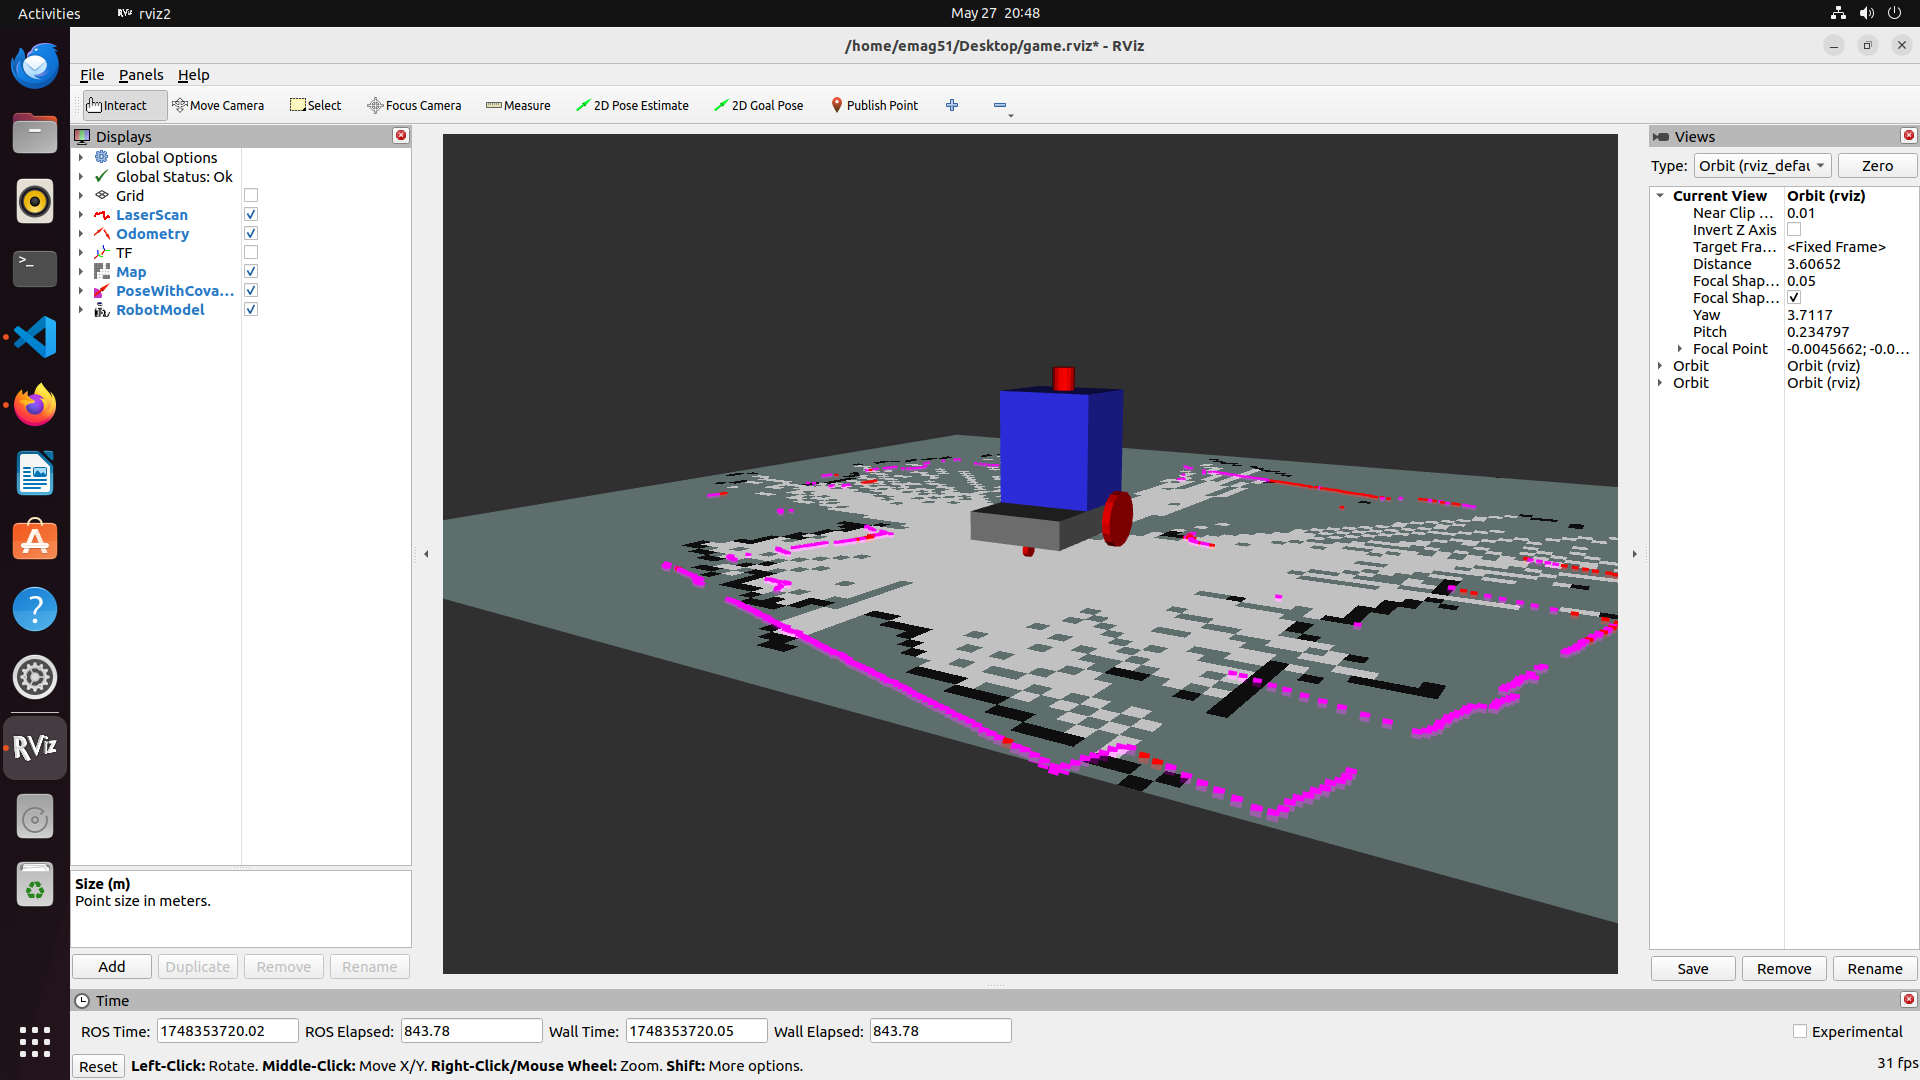 Activities
rviz2
May 27 20:48
/home/emag51/Desktop/game.rviz* - RViz
File Panels Help
Interact Move Camera Select Focus Camera Measure 2D Pose Estimate 2D Goal Pose Publish Point
Displays
Global Options
Global Status: Ok
Grid
LaserScan
Odometry
TF
Map
PoseWithCova...
RobotModel
Size (m)
Point size in meters.
Add Duplicate Remove Rename
Views
Type: Orbit (rviz_defau Zero
Current View Orbit (rviz)
Near Clip ... 0.01
Invert Z Axis
Target Fra... <Fixed Frame>
Distance 3.60652
Focal Shap... 0.05
Focal Shap...
Yaw 3.7117
Pitch 0.234797
Focal Point -0.0045662; -0.0...
Orbit Orbit (rviz)
Orbit Orbit (rviz)
Save Remove Rename
RViz
Time
ROS Time: 1748353720.02 ROS Elapsed: 843.78 Wall Time: 1748353720.05 Wall Elapsed: 843.78 Experimental
Reset Left-Click: Rotate. Middle-Click: Move X/Y. Right-Click/Mouse Wheel: Zoom. Shift: More options. 31 fps